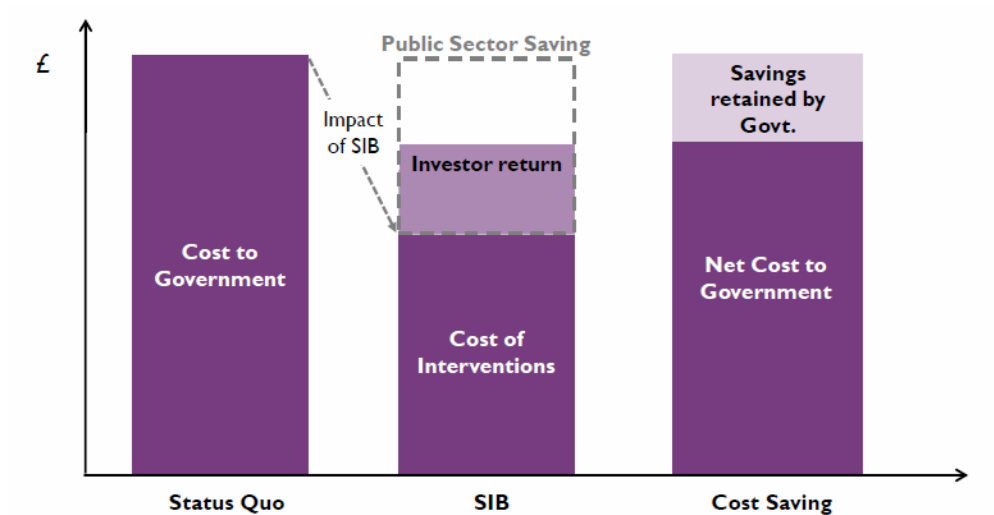 £
Public Sector Saving
Impact
of SIB
Cost to
Government
Investor return
Cost of
Interventions
Savings
retained by
Govt.
Net Cost to
Government
Status Quo
SIB
Cost Saving